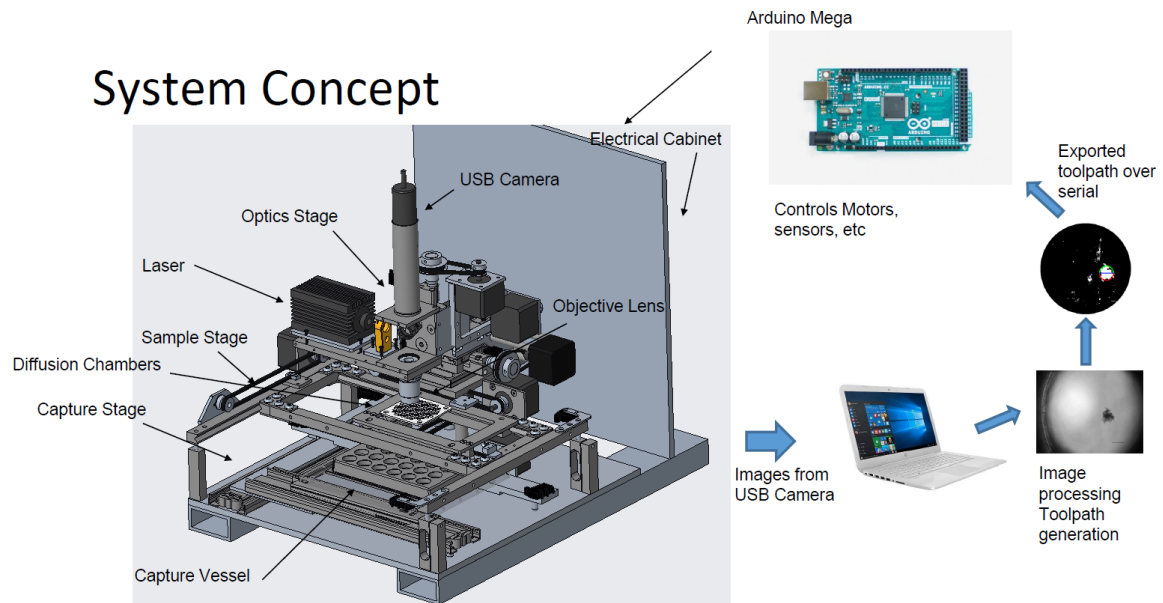 System Concept
Arduino Mega
Electrical Cabinet
USB Camera
Optics Stage
Laser
Objective Lens
Sample Stage
Diffusion Chambers
Capture Stage
Capture Vessel
ARDUINO
Controls Motors,
sensors, etc
Exported
toolpath over
serial
Images from
USB Camera
Image
processing
Toolpath
generation